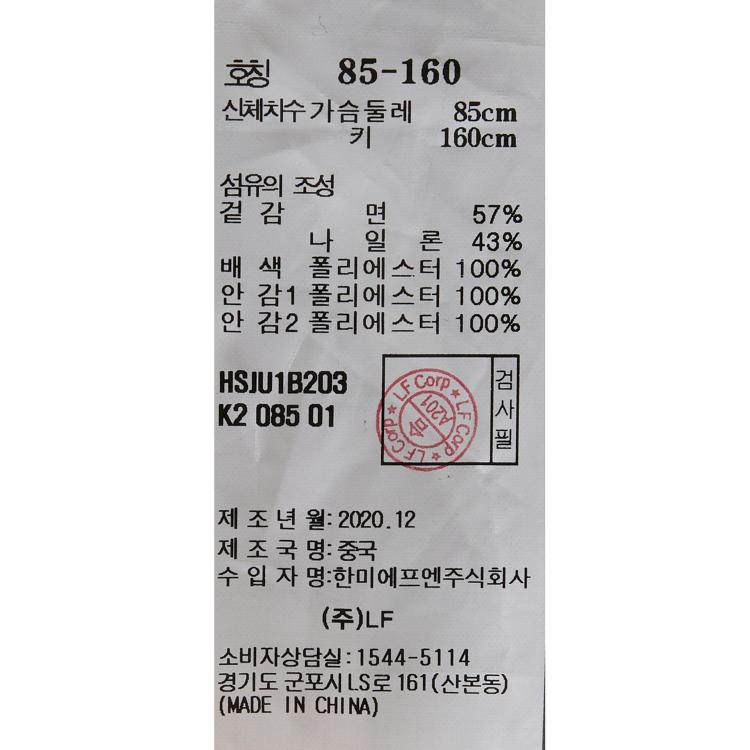 호칭 85-160
신체치수 가슴둘레 85cm
키 160cm
섬유의 조성
겉감 면 57%
나일론 43%
배색 폴리에스터 100%
안감1 폴리에스터 100%
안감2 폴리에스터 100%
HSJU1B203
K2 085 01
LF Corp ★ LF Corp ★ LF Corp ★
A201
합
검사필
제조년월: 2020.12
제조국명: 중국
수입자명: 한미에프엔주식회사
(주)LF
소비자상담실: 1544-5114
경기도 군포시 LS로 161 (산본동)
(MADE IN CHINA)